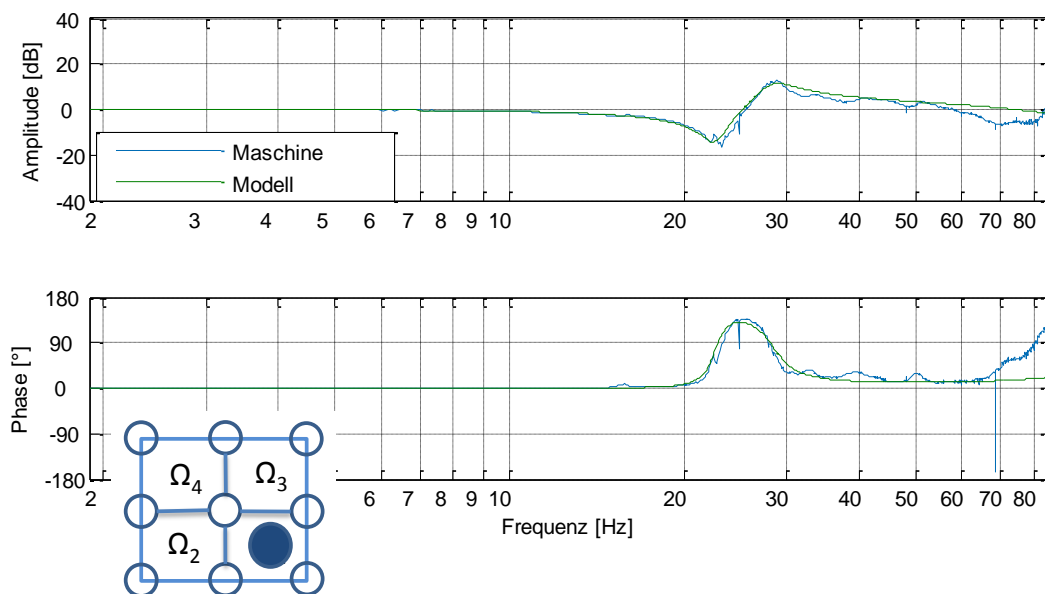 40
20
0
-20
-40
Amplitude [dB]
Maschine
Modell
2 3 4 5 6 7 8 9 10 20 30 40 50 60 70 80
180
90
0
-90
-180
Phase [°]
Ω4 Ω3
Ω2
2 6 7 8 9 10 20 30 40 50 60 70 80
Frequenz [Hz]